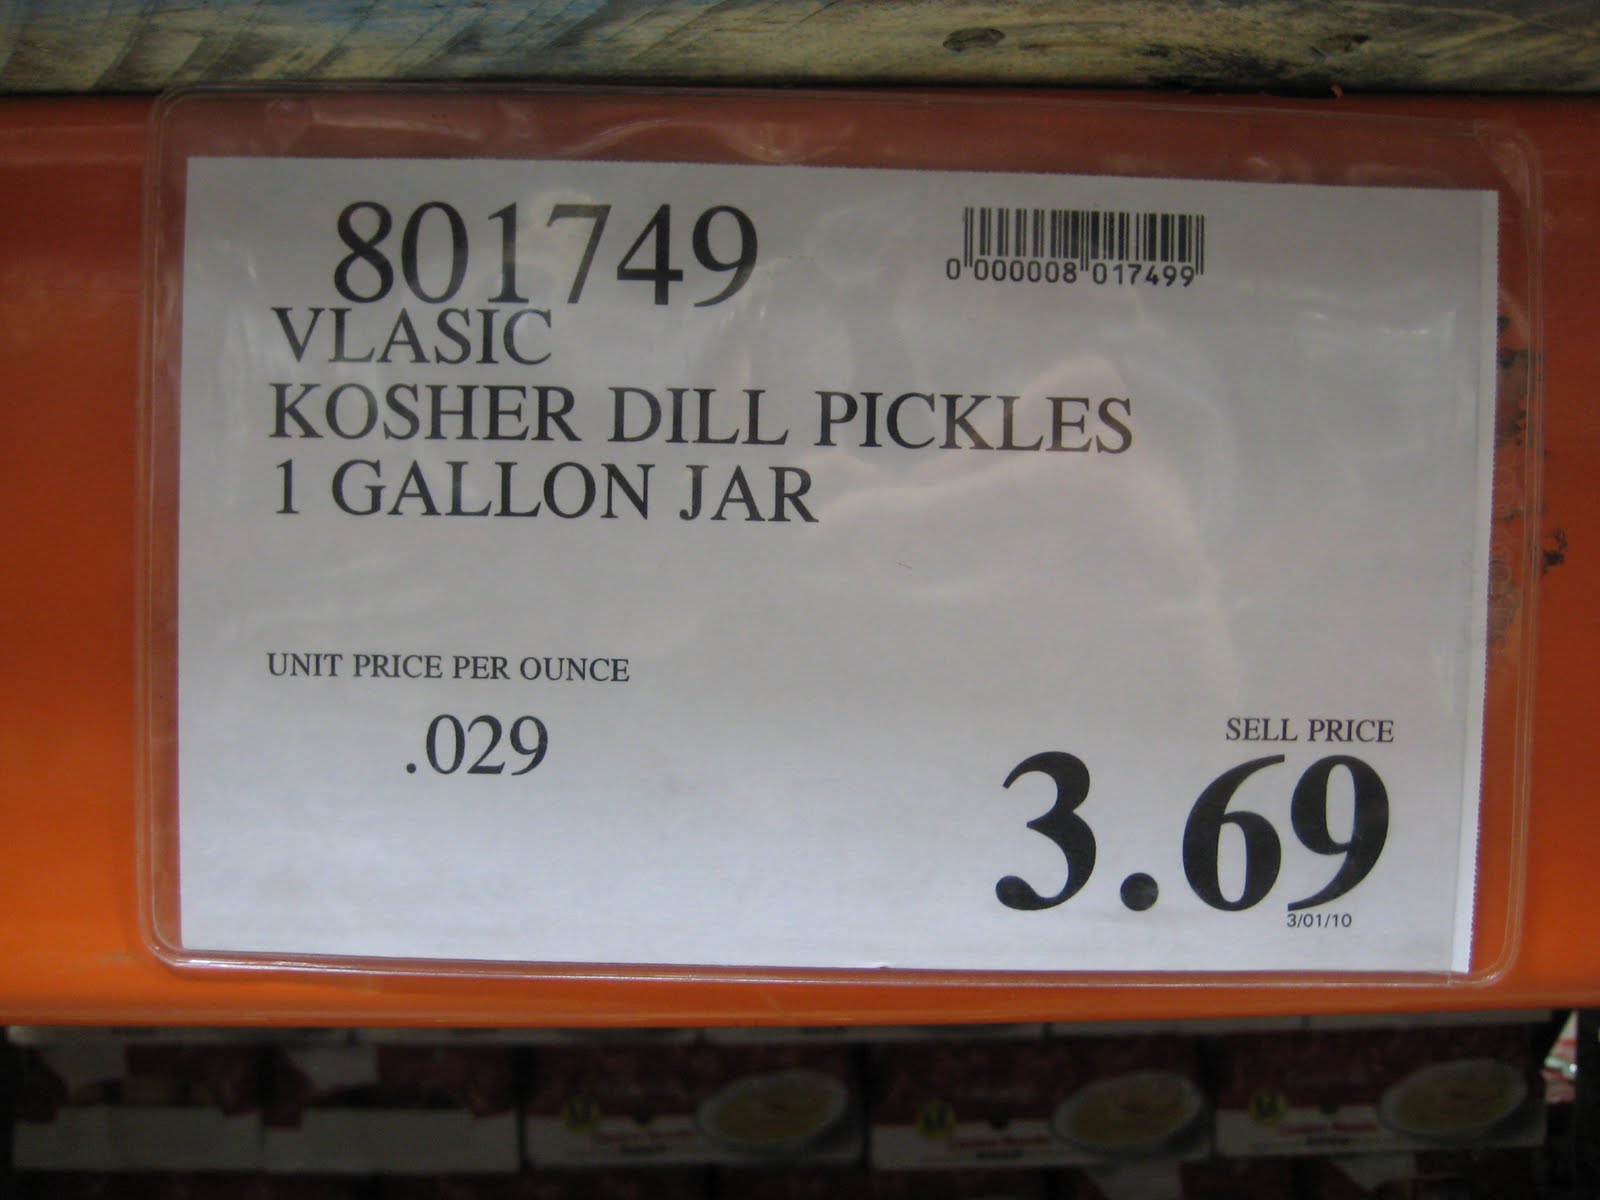 801749
0 000008 017499
VLASIC
KOSHER DILL PICKLES
1 GALLON JAR
UNIT PRICE PER OUNCE
.029
SELL PRICE
3.69
3/01/10